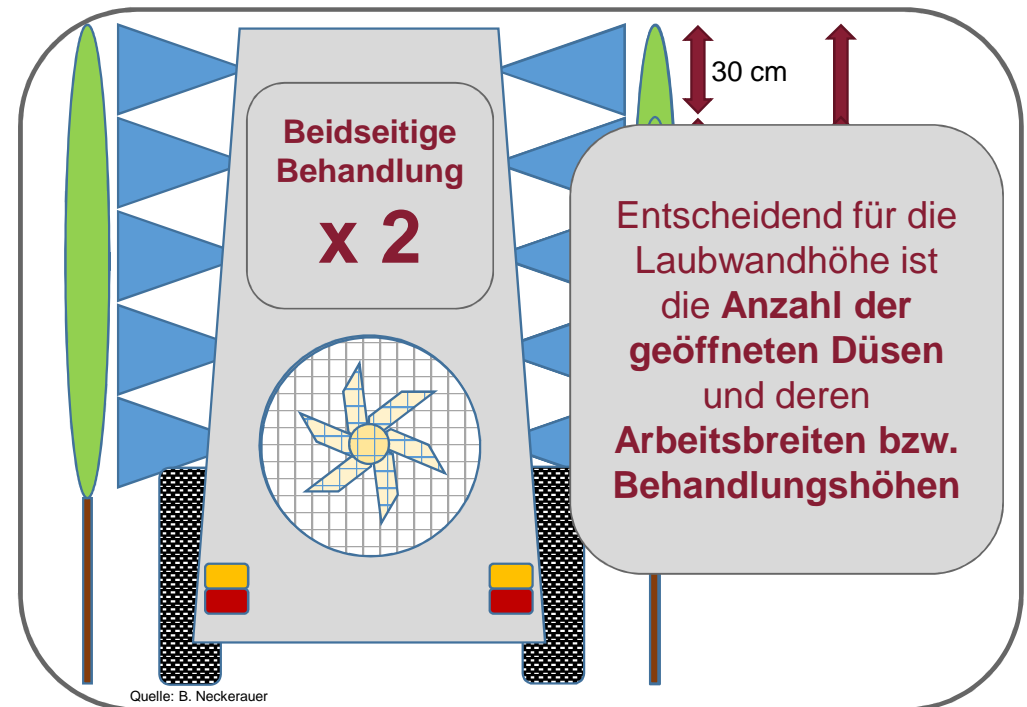 Beidseitige
Behandlung
x 2
30 cm
Entscheidend für die
Laubwandhöhe ist
die Anzahl der
geöffneten Düsen
und deren
Arbeitsbreiten bzw.
Behandlungshöhen
Quelle: B. Neckerauer